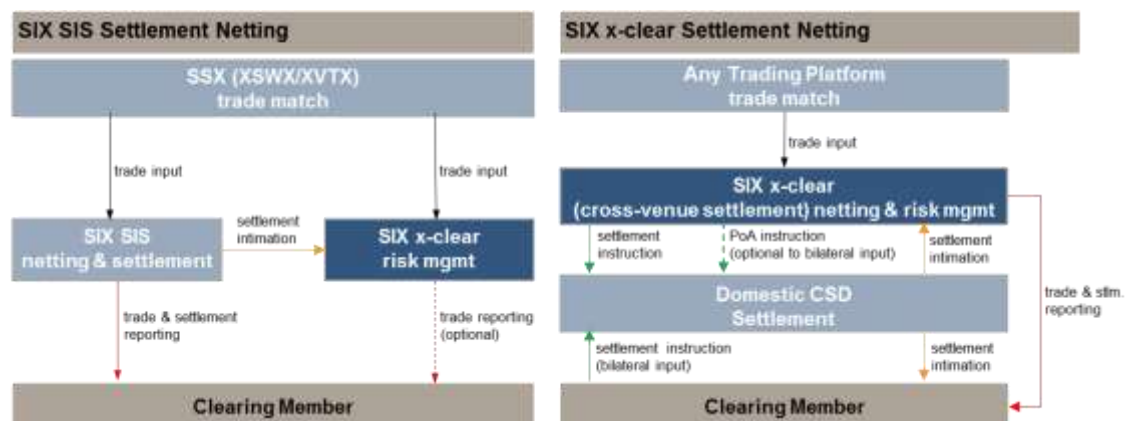 SIX SIS Settlement Netting
SSX (XSWX/XVTX)
trade match
trade input
trade input
SIX SIS
netting & settlement
settlement
intimation
SIX x-clear
risk mgmt
trade & settlement
reporting
trade reporting
(optional)
Clearing Member
SIX x-clear Settlement Netting
Any Trading Platform
trade match
trade input
SIX x-clear
(cross-venue settlement) netting & risk mgmt
settlement
instruction
PoA instruction
(optional to bilateral input)
settlement
intimation
Domestic CSD
Settlement
trade & stlm.
reporting
settlement instruction
(bilateral input)
settlement
intimation
Clearing Member